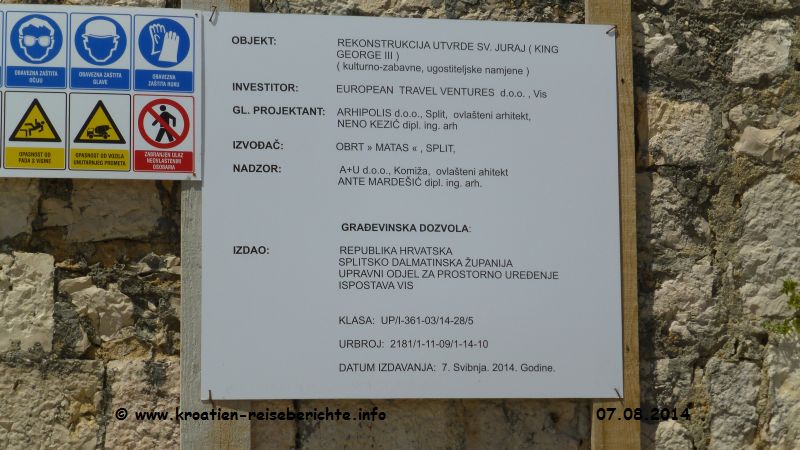 OBAVEZNA ZAŠTITA
OČIJU
OBAVEZNA ZAŠTITA
GLAVE
OBAVEZNA
ZAŠTITA RUKU
OPASNOST OD
PADA S VISINE
OPASNOST OD VOZILA
UNUTARNJEG PROMETA
ZABRANJEN ULAZ
NEOVLAŠTENIM
OSOBAMA
OBJEKT: REKONSTRUKCIJA UTVRDE SV. JURAJ ( KING
GEORGE III )
( kulturno-zabavne, ugostiteljske namjene )
INVESTITOR: EUROPEAN TRAVEL VENTURES d.o.o. , Vis
GL. PROJEKTANT: ARHIPOLIS d.o.o., Split, ovlašteni arhitekt,
NENO KEZIĆ dipl. ing. arh
IZVOĐAČ: OBRT » MATAS « , SPLIT,
NADZOR: A+U d.o.o., Komiža, ovlašteni ahitekt
ANTE MARDEŠIĆ dipl. ing. arh.
GRAĐEVINSKA DOZVOLA:
IZDAO: REPUBLIKA HRVATSKA
SPLITSKO DALMATINSKA ŽUPANIJA
UPRAVNI ODJEL ZA PROSTORNO UREĐENJE
ISPOSTAVA VIS
KLASA: UP/I-361-03/14-28/5
URBROJ: 2181/1-11-09/1-14-10
DATUM IZDAVANJA: 7. Svibnja. 2014. Godine.
© www.kroatien-reiseberichte.info
07.08.2014